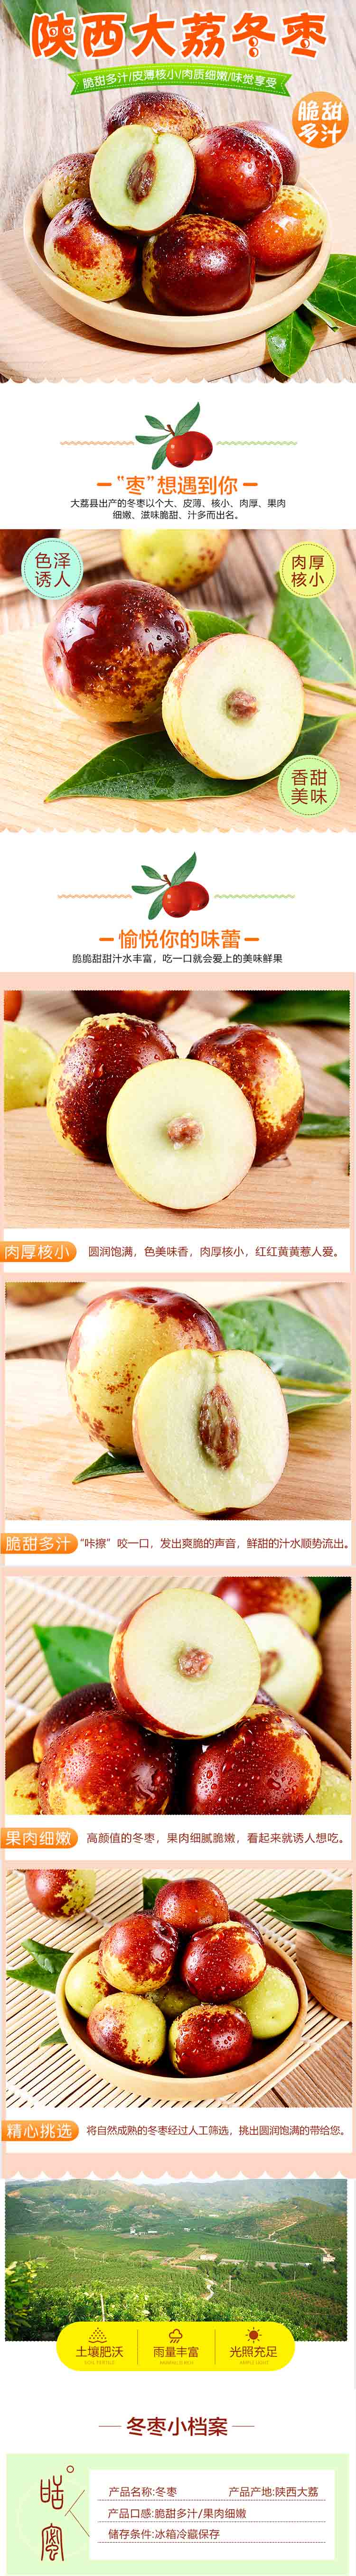 陕西大荔冬枣
脆甜多汁/皮薄核小/肉质细嫩/味觉享受
脆甜
多汁
“枣”想遇到你
大荔县出产的冬枣以个大、皮薄、核小、肉厚、果肉
细嫩、滋味脆甜、汁多而出名。
色泽
诱人
肉厚
核小
香甜
美味
愉悦你的味蕾
脆脆甜甜汁水丰富，吃一口就会爱上的美味鲜果
肉厚核小
圆润饱满，色美味香，肉厚核小，红红黄黄惹人爱。
脆甜多汁
“咔擦”咬一口，发出爽脆的声音，鲜甜的汁水顺势流出。
果肉细嫩
高颜值的冬枣，果肉细腻脆嫩，看起来就诱人想吃。
精心挑选
将自然成熟的冬枣经过人工筛选，挑出圆润饱满的带给您。
土壤肥沃 雨量丰富 光照充足
冬枣小档案
产品名称:冬枣 产品产地:陕西大荔
产品口感:脆甜多汁/果肉细嫩
储存条件:冰箱冷藏保存